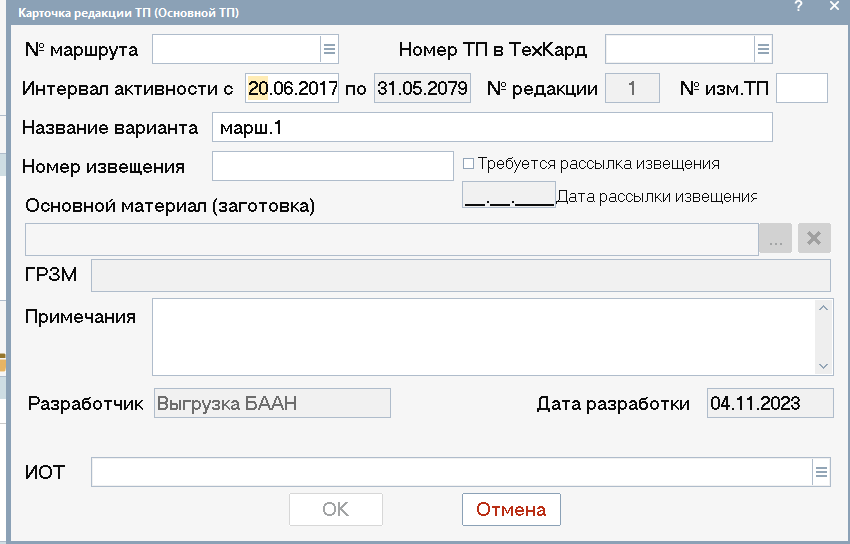 Карточка редакции ТП (Основной ТП) ? ×
№ маршрута Номер ТП в ТехКард
Интервал активности с 20.06.2017 по 31.05.2079 № редакции 1 № изм.ТП
Название варианта марш.1
Номер извещения Требуется рассылка извещения
__.__.____ Дата рассылки извещения
Основной материал (заготовка)
... ×
ГРЗМ
Примечания
Разработчик Выгрузка БААН Дата разработки 04.11.2023
ИОТ
ОК Отмена